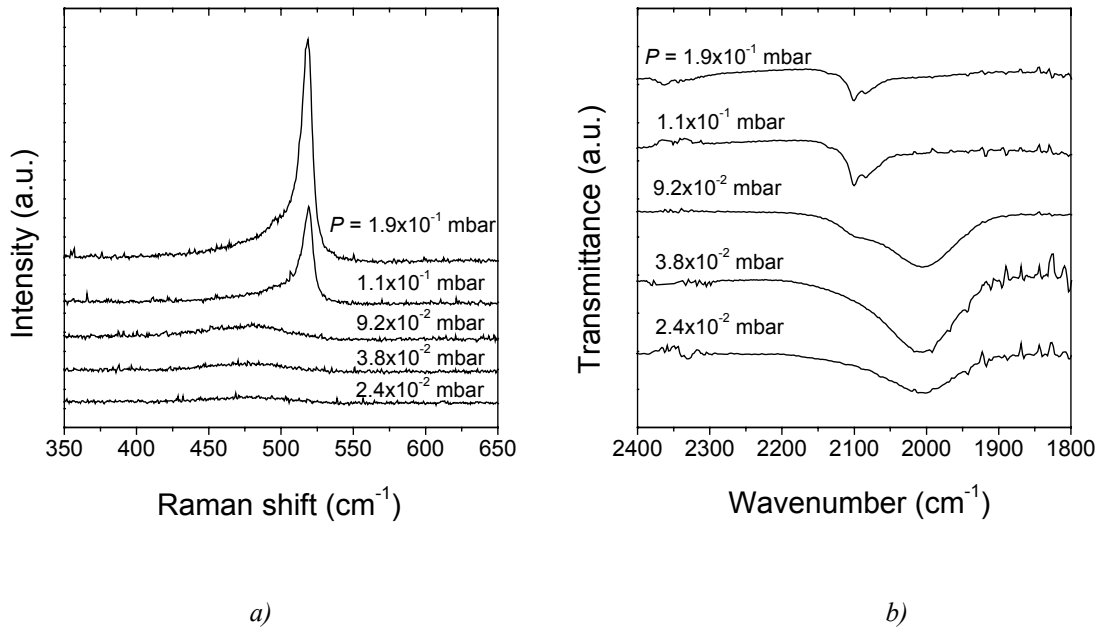 P = 1.9x10⁻¹ mbar
1.1x10⁻¹ mbar
9.2x10⁻² mbar
3.8x10⁻² mbar
2.4x10⁻² mbar
Intensity (a.u.)
350 400 450 500 550 600 650
Raman shift (cm⁻¹)
a)
P = 1.9x10⁻¹ mbar
1.1x10⁻¹ mbar
9.2x10⁻² mbar
3.8x10⁻² mbar
2.4x10⁻² mbar
Transmittance (a.u.)
2400 2300 2200 2100 2000 1900 1800
Wavenumber (cm⁻¹)
b)